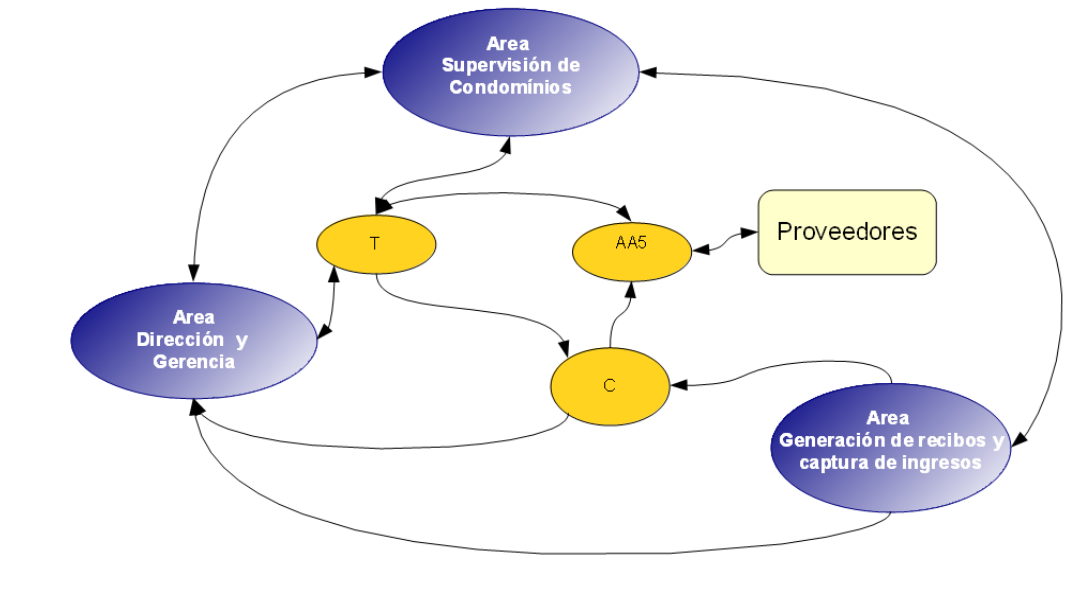 Area
Supervisión de
Condomínios
T
AA5
Proveedores
Area
Dirección y
Gerencia
C
Area
Generación de recibos y
captura de ingresos